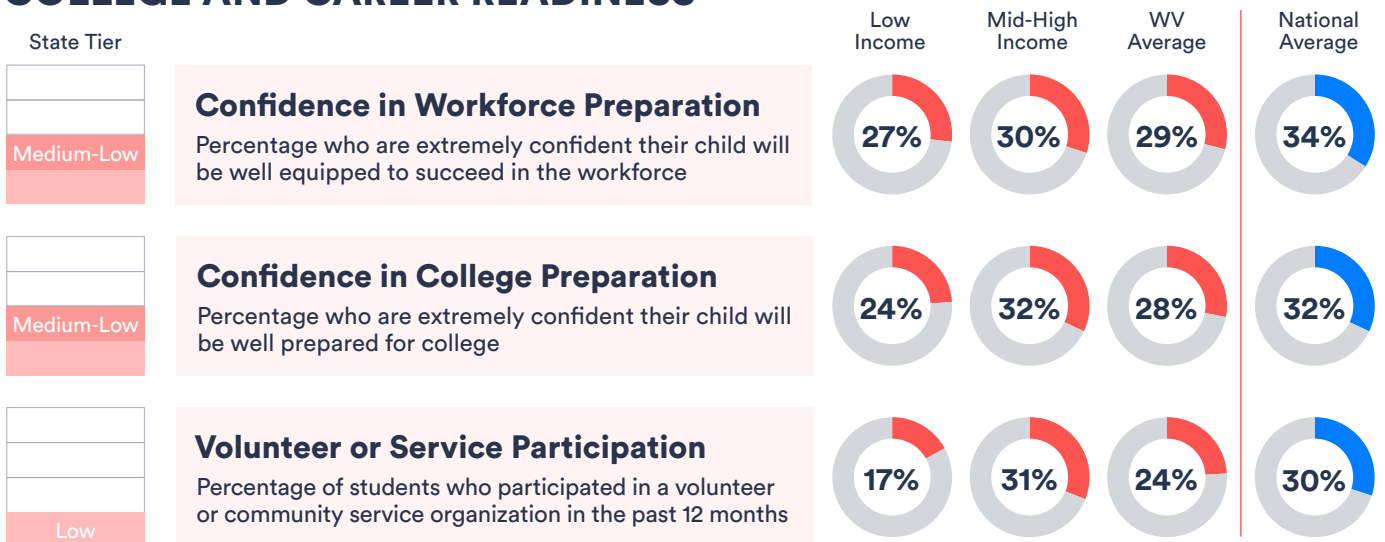 COLLEGE AND CAREER READINESS
State Tier
Low
Income
Mid-High
Income
WV
Average
National
Average
Medium-Low
Confidence in Workforce Preparation
Percentage who are extremely confident their child will
be well equipped to succeed in the workforce
27%
30%
29%
34%
Medium-Low
Confidence in College Preparation
Percentage who are extremely confident their child will
be well prepared for college
24%
32%
28%
32%
Low
Volunteer or Service Participation
Percentage of students who participated in a volunteer
or community service organization in the past 12 months
17%
31%
24%
30%